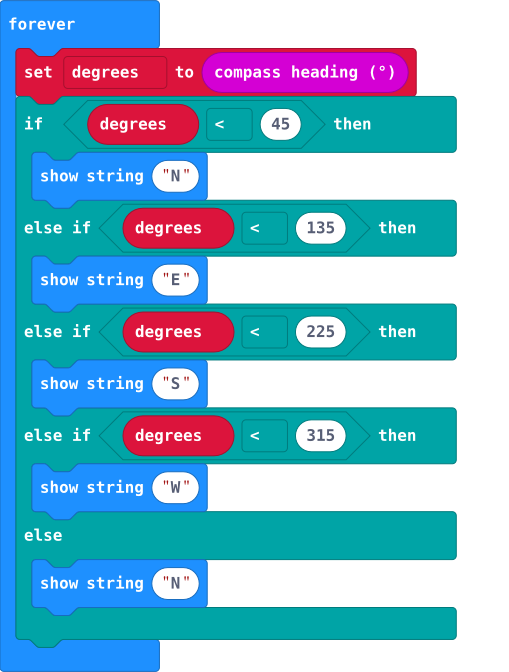 forever
set degrees to compass heading (°)
if degrees < 45 then
show string "N"
else if degrees < 135 then
show string "E"
else if degrees < 225 then
show string "S"
else if degrees < 315 then
show string "W"
else
show string "N"